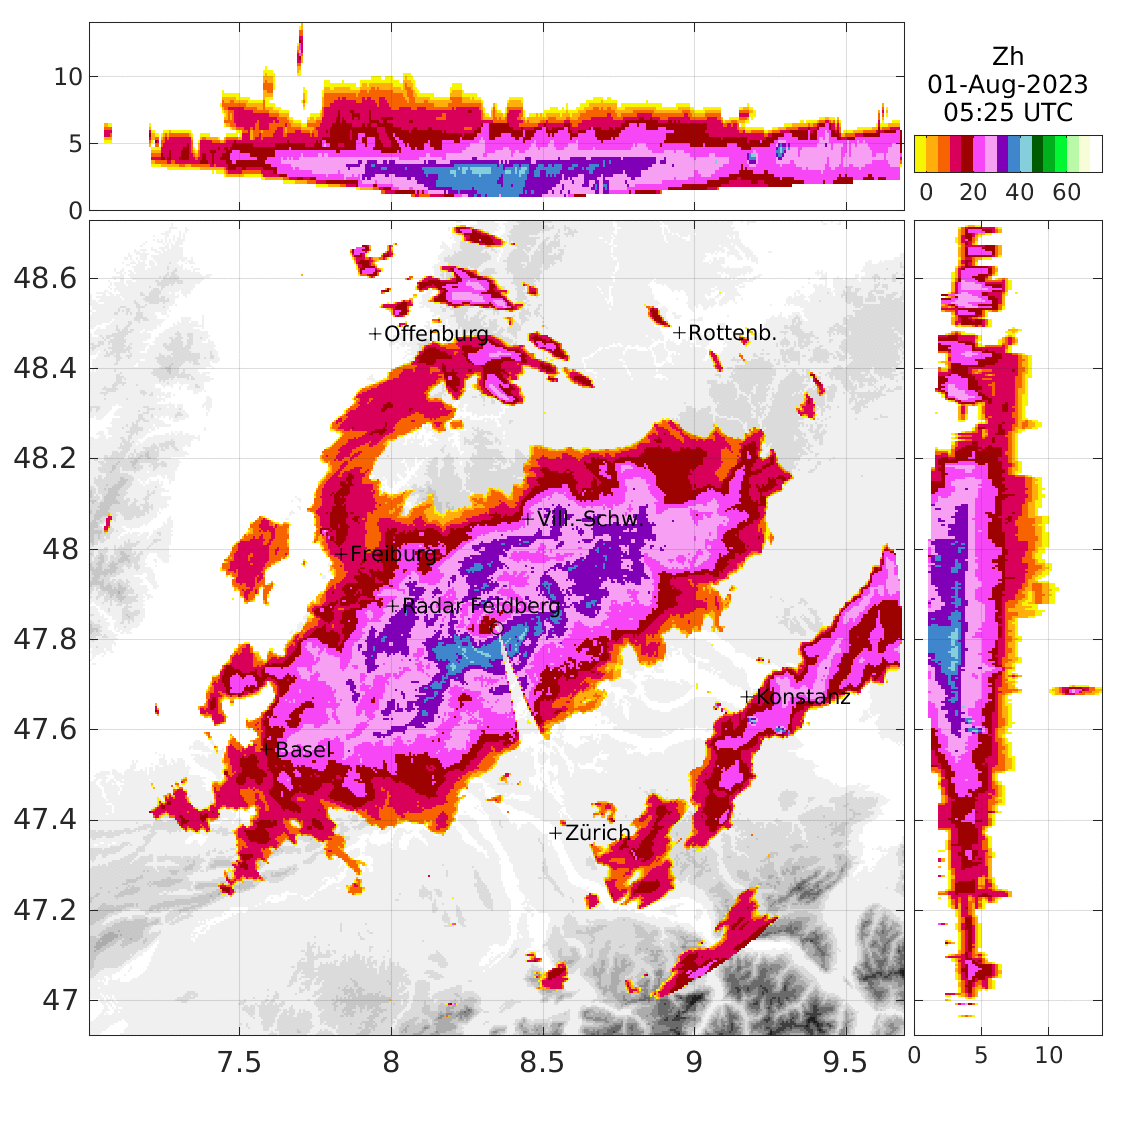 10
5
0
Zh
01-Aug-2023
05:25 UTC
0 20 40 60
48.6
48.4
48.2
48
47.8
47.6
47.4
47.2
47
+Offenburg
+Rottenb.
+Vill.-Schw.
+Freiburg
+Radar Feldberg
+Konstanz
+Basel
+Zürich
7.5 8 8.5 9 9.5
0 5 10